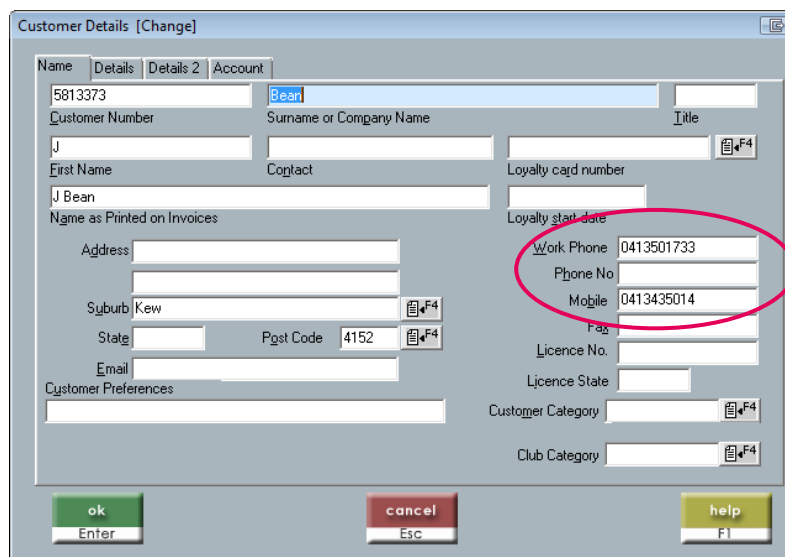 Customer Details [Change]
Name Details Details 2 Account
5813373 Bean
Customer Number Surname or Company Name Title
J F4
First Name Contact Loyalty card number
J Bean
Name as Printed on Invoices Loyalty start date
Address Work Phone 0413501733
Phone No
Suburb Kew F4 Mobile 0413435014
State Post Code 4152 F4 Fax
Email Licence No.
Customer Preferences Licence State
Customer Category F4
Club Category F4
ok cancel help
Enter Esc F1